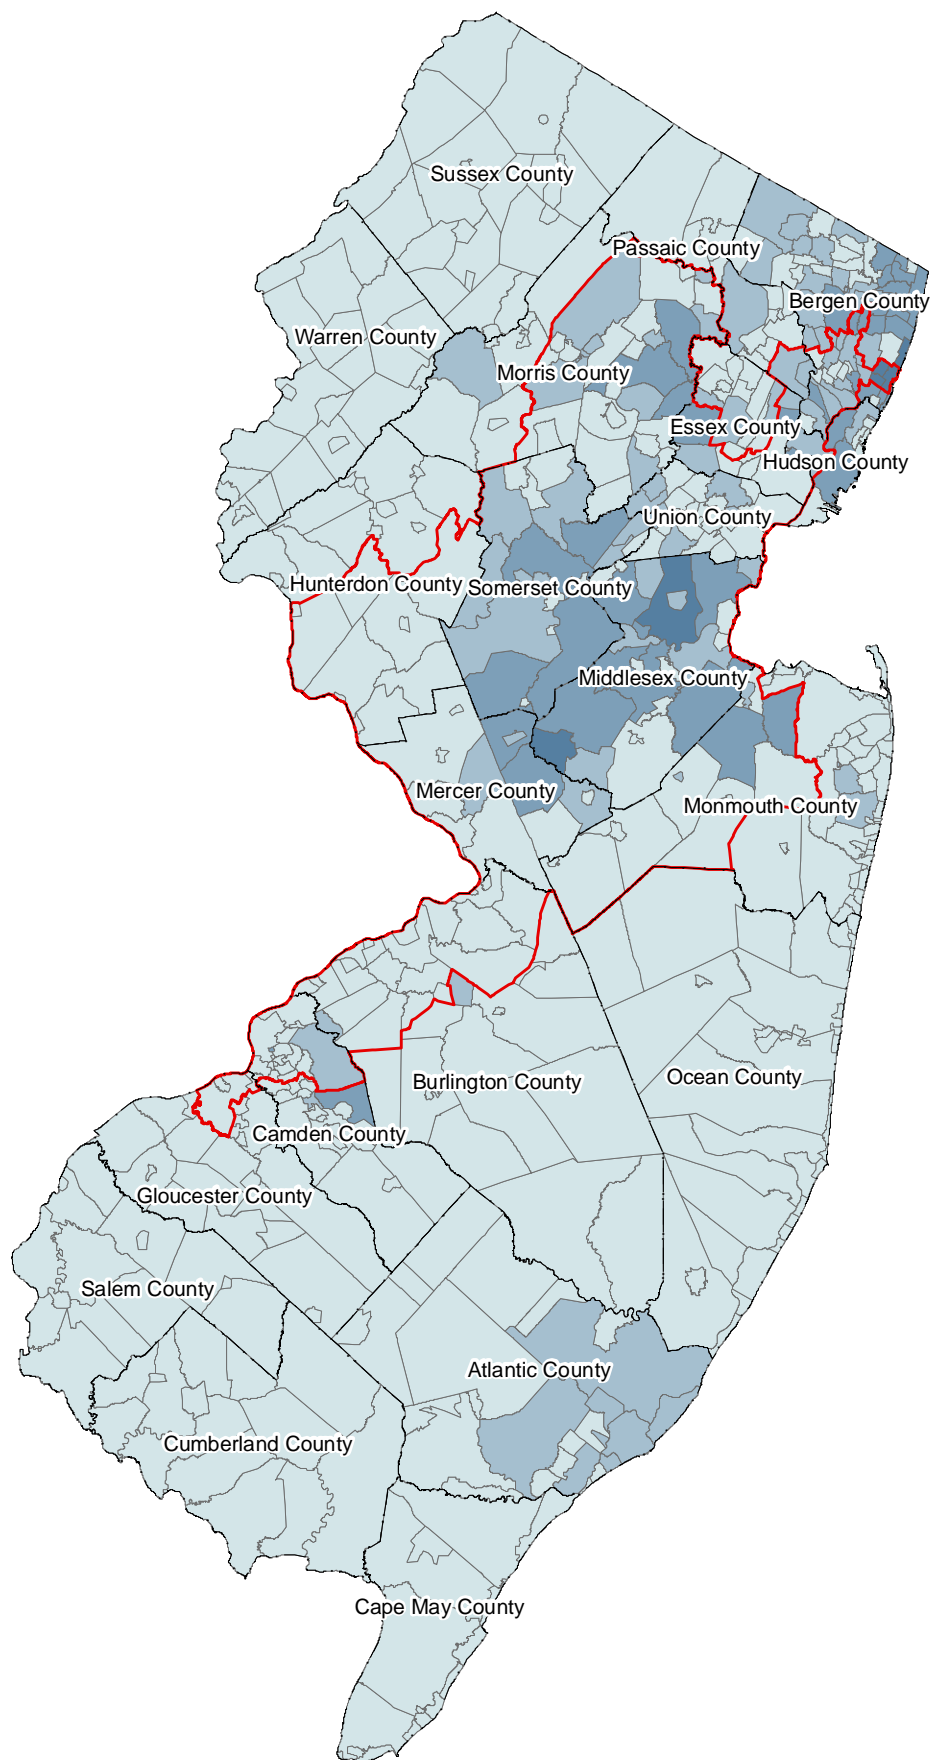 Sussex County
Passaic County
Bergen County
Warren County
Morris County
Essex County
Hudson County
Union County
Hunterdon County
Somerset County
Middlesex County
Mercer County
Monmouth County
Ocean County
Burlington County
Camden County
Gloucester County
Salem County
Atlantic County
Cumberland County
Cape May County